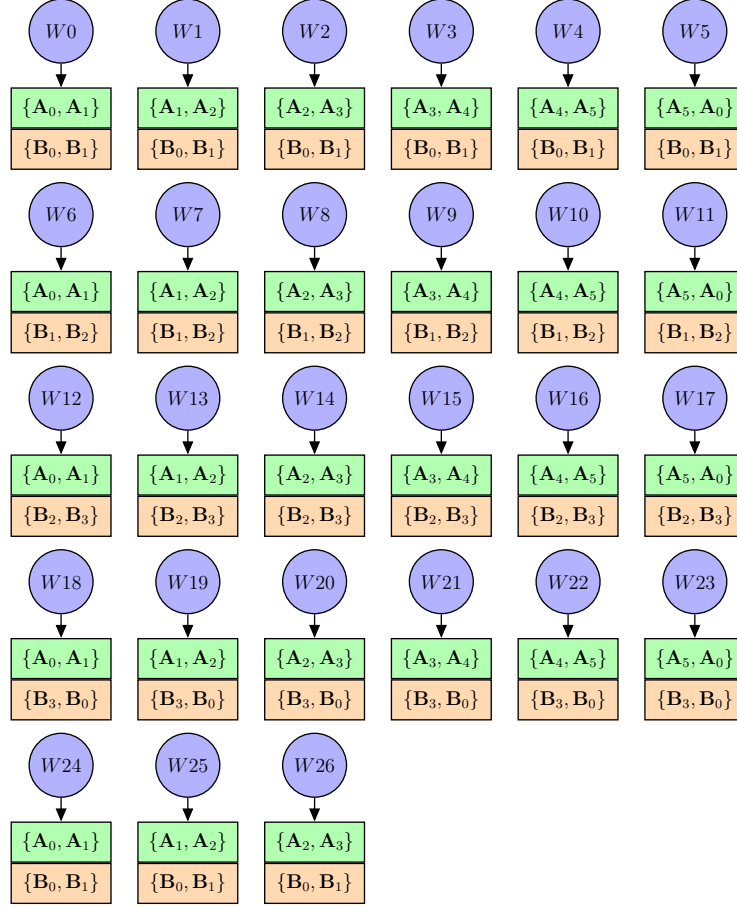 W0 W1 W2 W3 W4 W5
{A₀, A₁} {A₁, A₂} {A₂, A₃} {A₃, A₄} {A₄, A₅} {A₅, A₀}
{B₀, B₁} {B₀, B₁} {B₀, B₁} {B₀, B₁} {B₀, B₁} {B₀, B₁}
W6 W7 W8 W9 W10 W11
{A₀, A₁} {A₁, A₂} {A₂, A₃} {A₃, A₄} {A₄, A₅} {A₅, A₀}
{B₁, B₂} {B₁, B₂} {B₁, B₂} {B₁, B₂} {B₁, B₂} {B₁, B₂}
W12 W13 W14 W15 W16 W17
{A₀, A₁} {A₁, A₂} {A₂, A₃} {A₃, A₄} {A₄, A₅} {A₅, A₀}
{B₂, B₃} {B₂, B₃} {B₂, B₃} {B₂, B₃} {B₂, B₃} {B₂, B₃}
W18 W19 W20 W21 W22 W23
{A₀, A₁} {A₁, A₂} {A₂, A₃} {A₃, A₄} {A₄, A₅} {A₅, A₀}
{B₃, B₀} {B₃, B₀} {B₃, B₀} {B₃, B₀} {B₃, B₀} {B₃, B₀}
W24 W25 W26
{A₀, A₁} {A₁, A₂} {A₂, A₃}
{B₀, B₁} {B₀, B₁} {B₀, B₁}